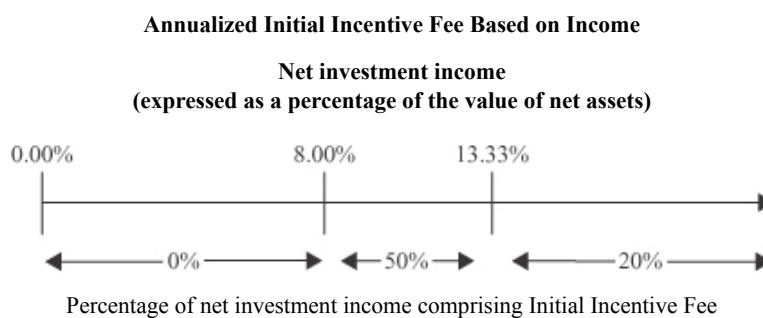 Annualized Initial Incentive Fee Based on Income
Net investment income
(expressed as a percentage of the value of net assets)
0.00% 8.00% 13.33%
0% 50% 20%
Percentage of net investment income comprising Initial Incentive Fee